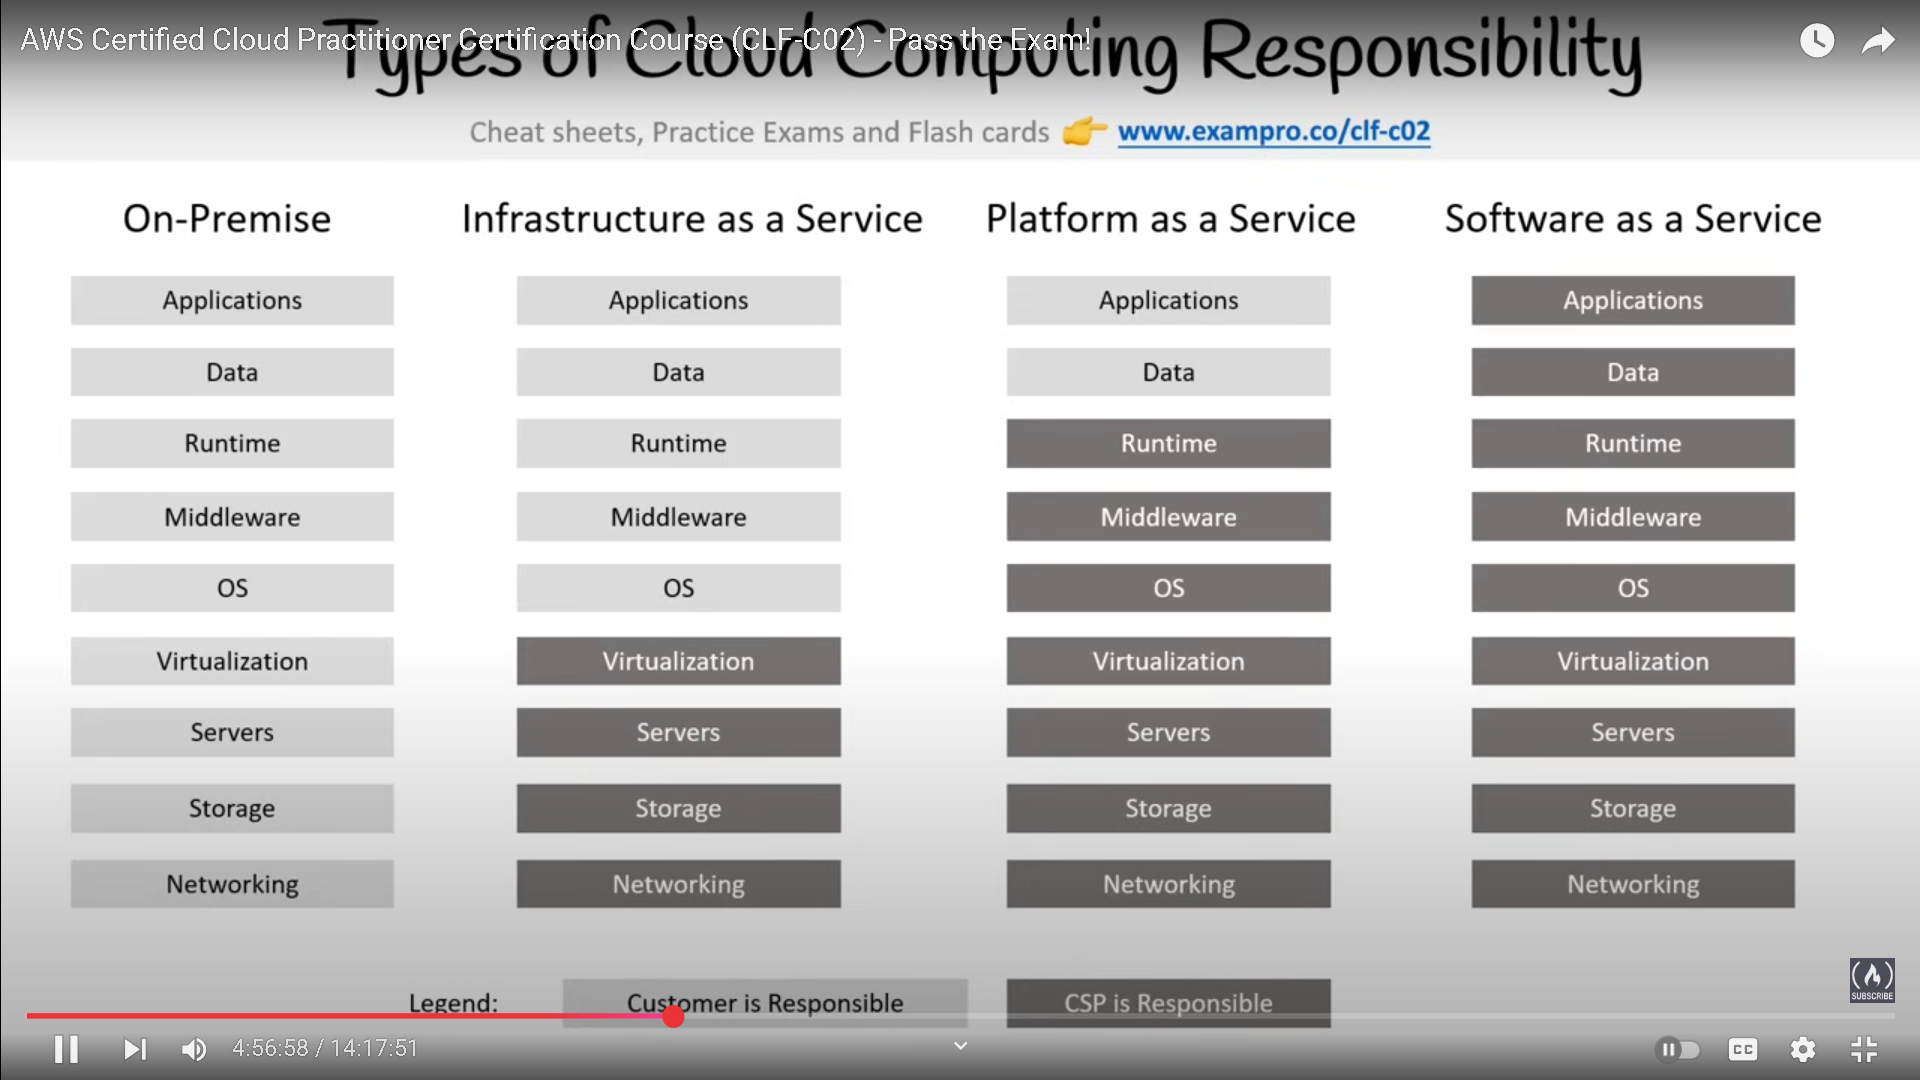 AWS Certified Cloud Practitioner Certification Course (CLF-C02) - Pass the Exam!
Types of Cloud Computing Responsibility
Cheat sheets, Practice Exams and Flash cards 👉 www.exampro.co/clf-c02
On-Premise
Applications
Data
Runtime
Middleware
OS
Virtualization
Servers
Storage
Networking
Infrastructure as a Service
Applications
Data
Runtime
Middleware
OS
Virtualization
Servers
Storage
Networking
Platform as a Service
Applications
Data
Runtime
Middleware
OS
Virtualization
Servers
Storage
Networking
Software as a Service
Applications
Data
Runtime
Middleware
OS
Virtualization
Servers
Storage
Networking
Legend:
Customer is Responsible
CSP is Responsible
SUBSCRIBE
4:56:58 / 14:17:51
CC